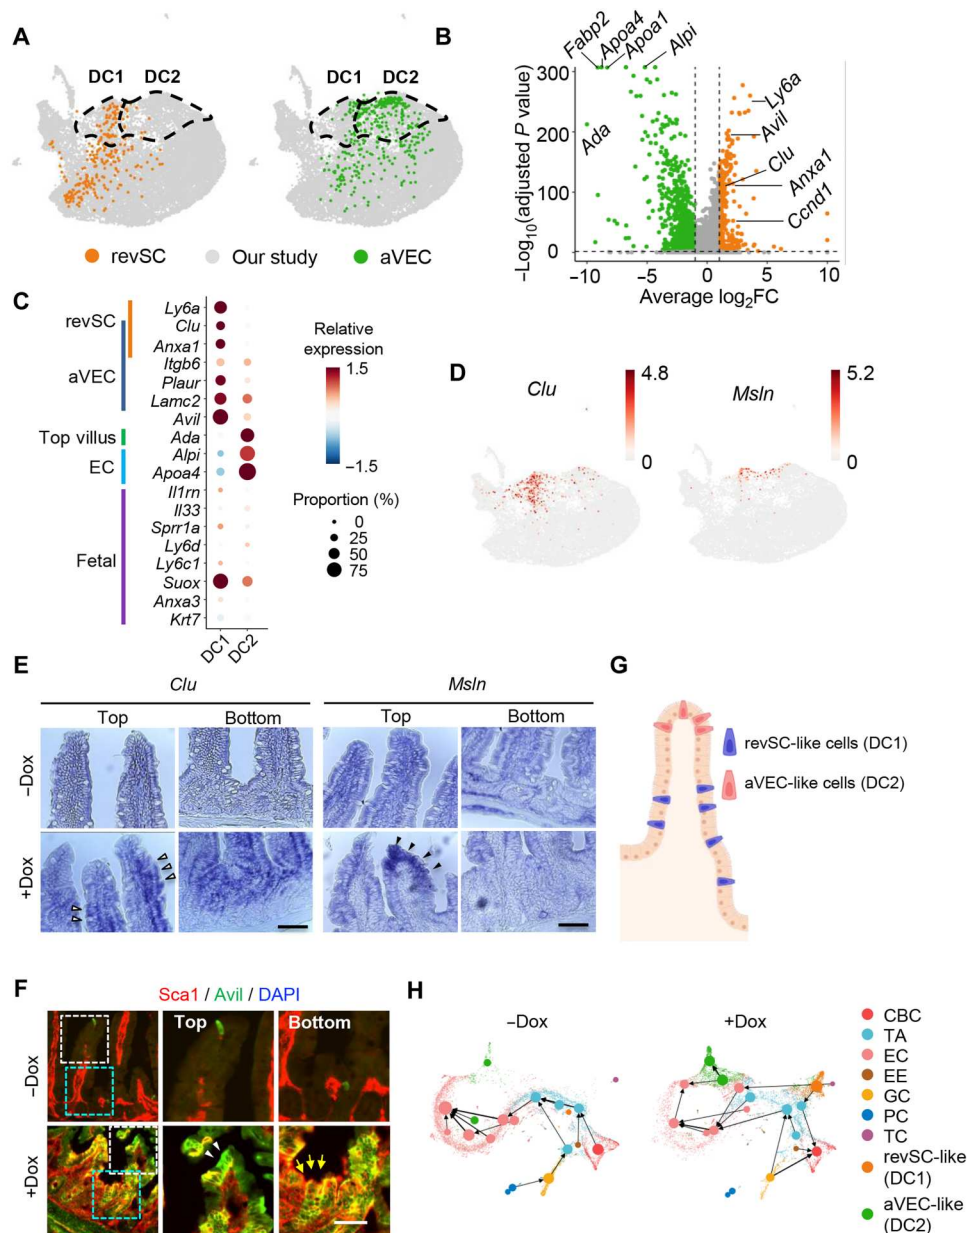 A
DC1
DC2
DC1
DC2
revSC
Our study
aVEC
B
Fabp2
Apoa4
Apoa1
Alpi
Ly6a
Avil
Ada
Clu
Anxa1
Ccnd1
300
200
100
0
−Log10(adjusted P value)
−10
−5
0
5
10
Average log2FC
C
revSC
aVEC
Top villus
EC
Fetal
Ly6a
Clu
Anxa1
Itgb6
Plaur
Lamc2
Avil
Ada
Alpi
Apoa4
Il1rn
Il33
Sprr1a
Ly6d
Ly6c1
Suox
Anxa3
Krt7
DC1
DC2
Relative
expression
1.5
−1.5
Proportion (%)
0
25
50
75
D
Clu
4.8
0
Msln
5.2
0
E
Clu
Msln
Top
Bottom
Top
Bottom
−Dox
+Dox
F
Sca1 / Avil / DAPI
Top
Bottom
−Dox
+Dox
G
revSC-like cells (DC1)
aVEC-like cells (DC2)
H
−Dox
+Dox
CBC
TA
EC
EE
GC
PC
TC
revSC-like
(DC1)
aVEC-like
(DC2)